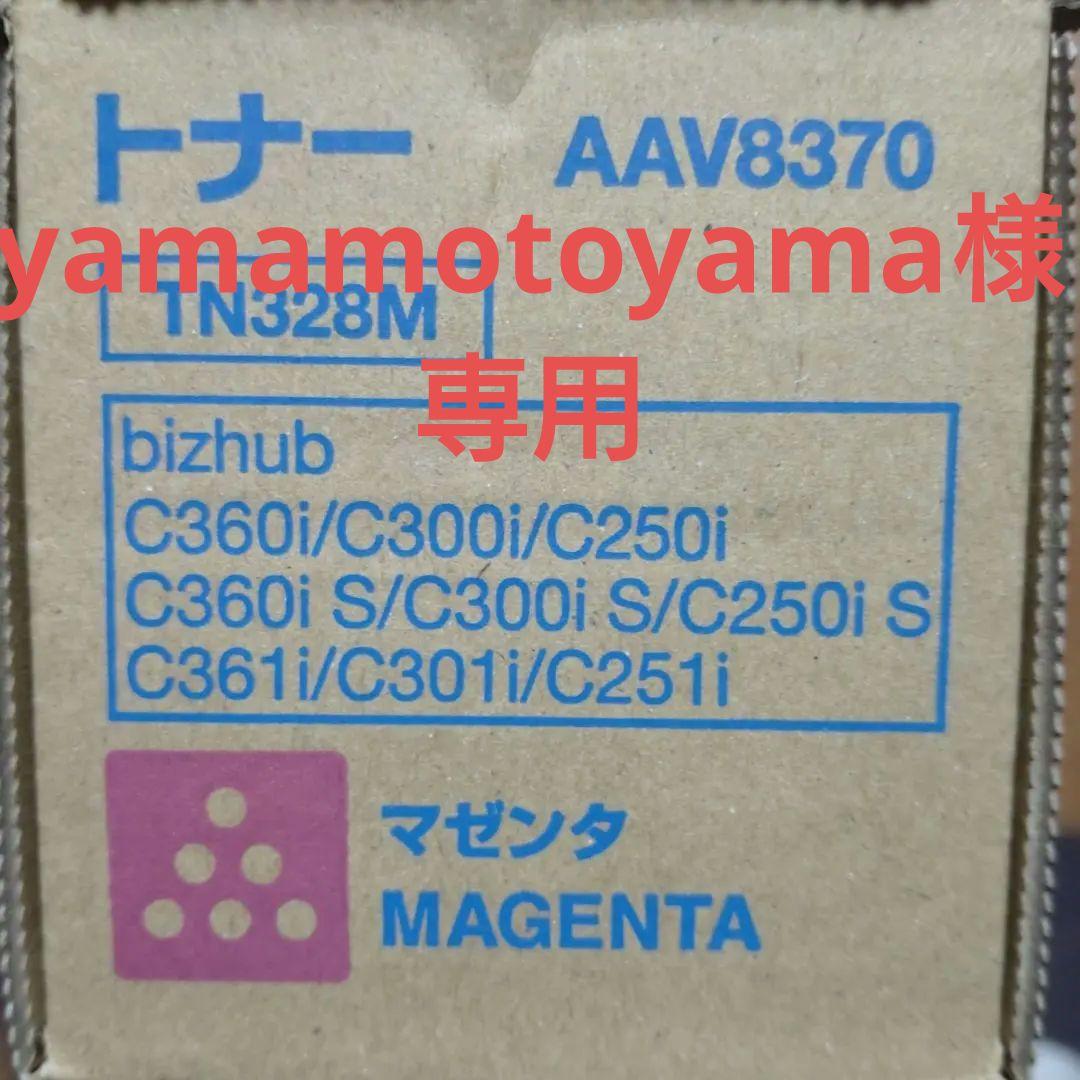 トナー AAV8370
yamamotoyama様
専用
TN328M
bizhub
C360i/C300i/C250i
C360i S/C300i S/C250i S
C361i/C301i/C251i
マゼンタ
MAGENTA